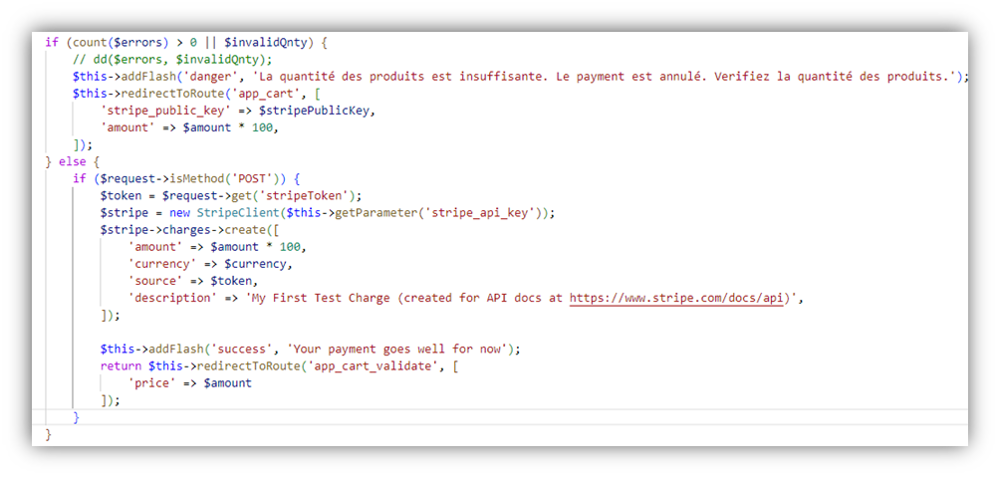 if (count($errors) > 0 || $invalidQnty) {
// dd($errors, $invalidQnty);
$this->addFlash('danger', 'La quantité des produits est insuffisante. Le payment est annulé. Verifiez la quantité des produits.');
$this->redirectToRoute('app_cart', [
'stripe_public_key' => $stripePublicKey,
'amount' => $amount * 100,
]);
} else {
if ($request->isMethod('POST')) {
$token = $request->get('stripeToken');
$stripe = new StripeClient($this->getParameter('stripe_api_key'));
$stripe->charges->create([
'amount' => $amount * 100,
'currency' => $currency,
'source' => $token,
'description' => 'My First Test Charge (created for API docs at https://www.stripe.com/docs/api)',
]);
$this->addFlash('success', 'Your payment goes well for now');
return $this->redirectToRoute('app_cart_validate', [
'price' => $amount
]);
}
}